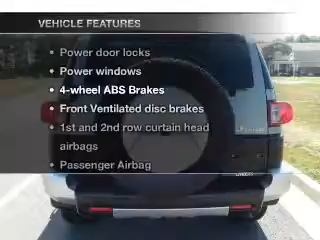 VEHICLE FEATURES
• Power door locks
• Power windows
• 4-wheel ABS Brakes
• Front Ventilated disc brakes
• 1st and 2nd row curtain head
airbags
• Passenger Airbag